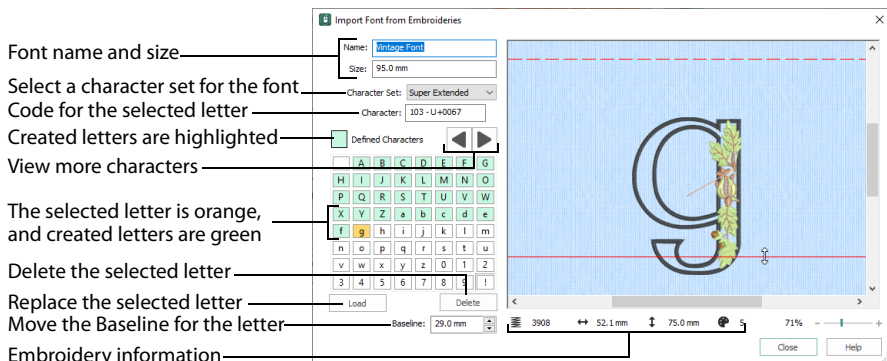 Import Font from Embroideries
Font name and size
Name: Vintage Font
Size: 95.0 mm
Select a character set for the font
Character Set: Super Extended
Code for the selected letter
Character: 103 - U+0067
Created letters are highlighted
Defined Characters
View more characters
A B C D E F G
H I J K L M N O
P Q R S T U V W
The selected letter is orange,
and created letters are green
X Y Z a b c d e
f g h i j k l m
n o p q r s t u
v w x y z 0 1 2
3 4 5 6 7 8 9 !
Delete the selected letter
Replace the selected letter
Load Delete
Move the Baseline for the letter
Baseline: 29.0 mm
Embroidery information
g
3908 52.1 mm 75.0 mm 5 71% - +
Close Help